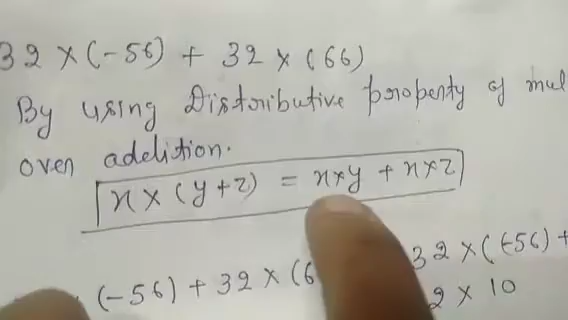 32 × (-56) + 32 × (66)
By using Distributive property of mul
over addition.
x × (y+z) = x×y + x×z
(-56) + 32 × (6
32 × (-56) +
2 × 10